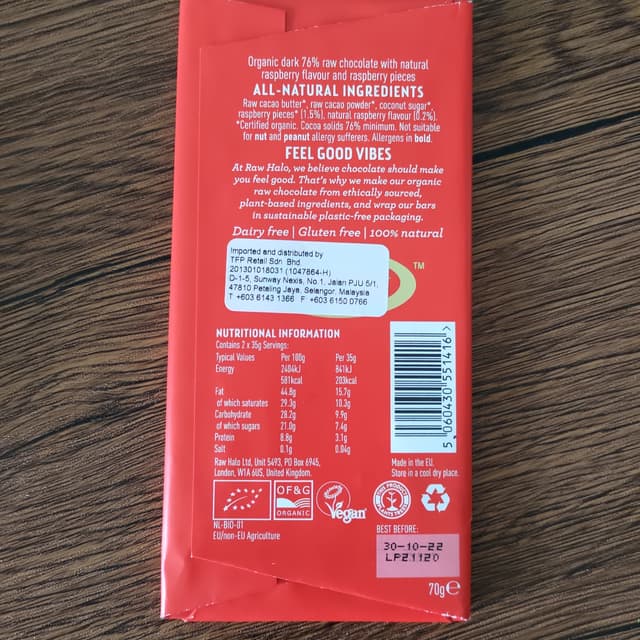 Organic dark 76% raw chocolate with natural
raspberry flavour and raspberry pieces
ALL-NATURAL INGREDIENTS
Raw cacao butter*, raw cacao powder*, coconut sugar*,
raspberry pieces* (1.5%), natural raspberry flavour (0.2%).
*Certified organic. Cocoa solids 76% minimum. Not suitable
for nut and peanut allergy sufferers. Allergens in bold.
FEEL GOOD VIBES
At Raw Halo, we believe chocolate should make
you feel good. That's why we make our organic
raw chocolate from ethically sourced,
plant-based ingredients, and wrap our bars
in sustainable plastic-free packaging.
Dairy free | Gluten free | 100% natural
Imported and distributed by
TFP Retail Sdn. Bhd.
201301018031 (1047864-H)
D-1-5, Sunway Nexis, No.1, Jalan PJU 5/1,
47810 Petaling Jaya, Selangor, Malaysia
T +603 6143 1366 F +603 6150 0766
TM
NUTRITIONAL INFORMATION
Contains 2 x 35g Servings:
Typical Values Per 100g Per 35g
Energy 2404kJ 841kJ
581kcal 203kcal
Fat 44.8g 15.7g
of which saturates 29.3g 10.3g
Carbohydrate 28.2g 9.9g
of which sugars 21.0g 7.4g
Protein 8.8g 3.1g
Salt 0.1g 0.04g
5 060430 551416 >
Raw Halo Ltd, Unit 5493, PO Box 6945,
London, W1A 6US, United Kingdom.
Made in the EU.
Store in a cool dry place.
OF&G
ORGANIC
Vegan
NL-BIO-01
EU/non-EU Agriculture
BEST BEFORE:
30-10-22
LP21120
70g e